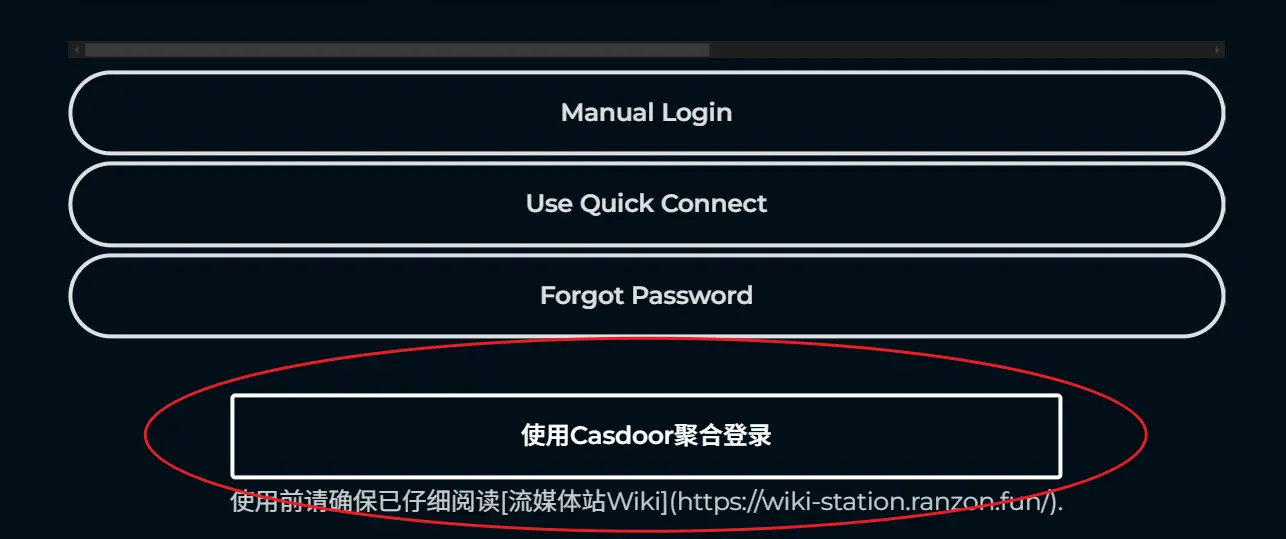 Manual Login
Use Quick Connect
Forgot Password
使用Casdoor聚合登录
使用前请确保已仔细阅读[流媒体站Wiki](https://wiki-station.ranzon.fun/).